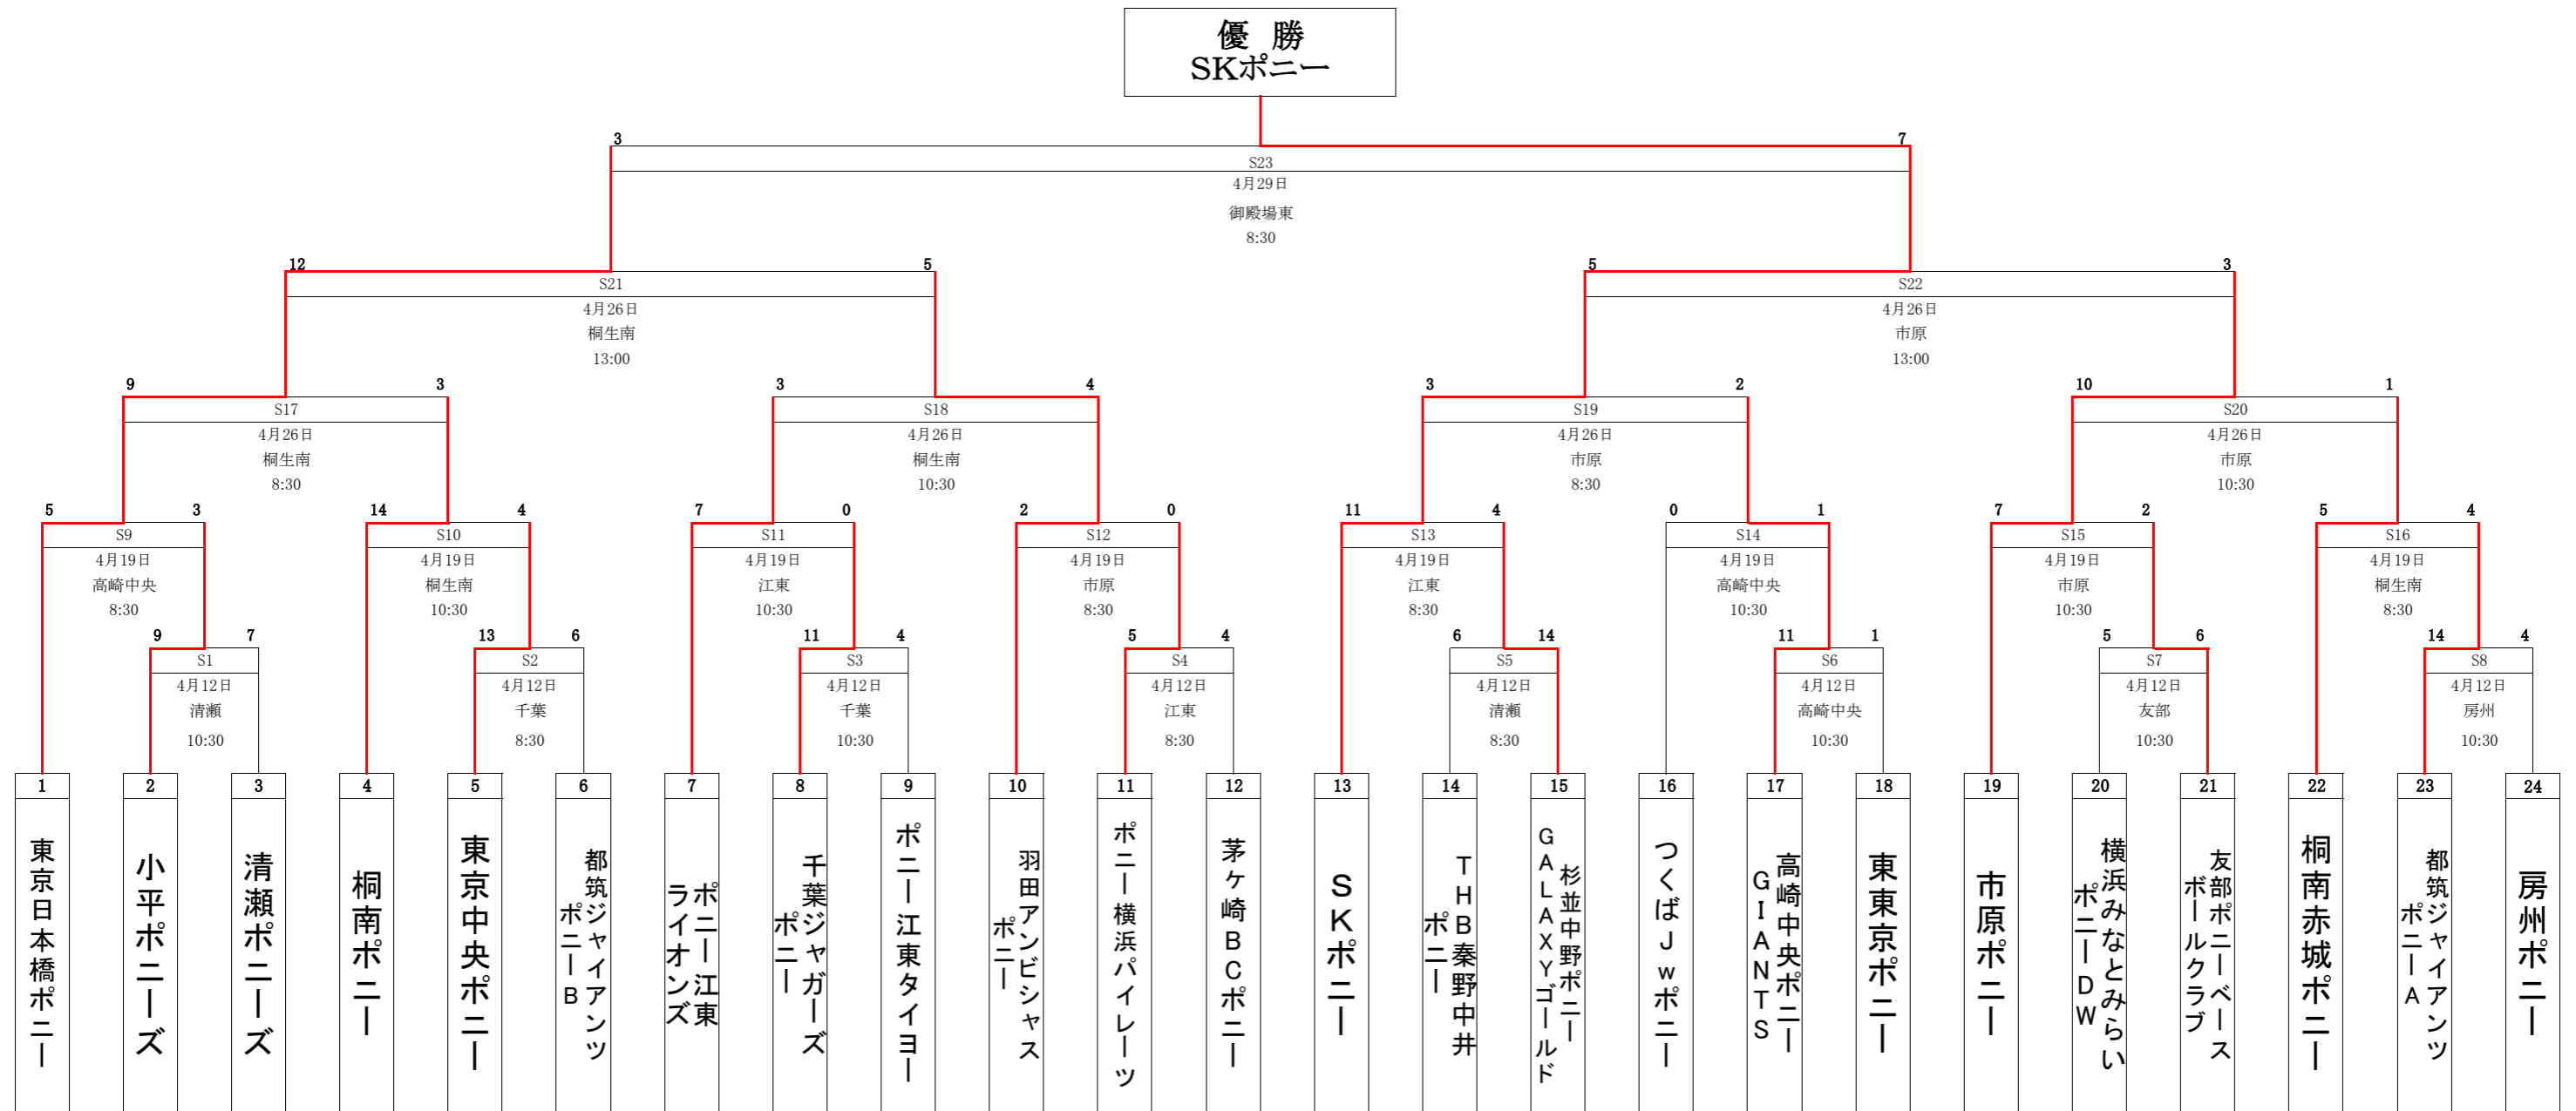 優 勝
SKポニー
3 7
S23
4月29日
御殿場東
8:30
12 5 5 3
S21 S22
4月26日 4月26日
桐生南 市原
13:00 13:00
9 3 3 4 3 2 10 1
S17 S18 S19 S20
4月26日 4月26日 4月26日 4月26日
桐生南 桐生南 市原 市原
8:30 10:30 8:30 10:30
5 3 14 4 7 0 2 0 11 4 0 1 7 2 5 4
S9 S10 S11 S12 S13 S14 S15 S16
4月19日 4月19日 4月19日 4月19日 4月19日 4月19日 4月19日 4月19日
高崎中央 桐生南 江東 市原 江東 高崎中央 市原 桐生南
8:30 10:30 10:30 8:30 8:30 10:30 10:30 8:30
9 7 13 6 11 4 5 4 6 14 11 1 5 6 14 4
S1 S2 S3 S4 S5 S6 S7 S8
4月12日 4月12日 4月12日 4月12日 4月12日 4月12日 4月12日 4月12日
清瀬 千葉 千葉 江東 清瀬 高崎中央 友部 房州
10:30 8:30 10:30 8:30 8:30 10:30 10:30 10:30
1 2 3 4 5 6 7 8 9 10 11 12 13 14 15 16 17 18 19 20 21 22 23 24
東京日本橋ポニー
小平ポニーズ
清瀬ポニーズ
桐南ポニー
東京中央ポニー
都筑ジャイアンツ
ポニーB
ポニー江東
ライオンズ
千葉ジャガーズ
ポニー
ポニー江東タイヨー
羽田アンビシャス
ポニー
ポニー横浜パイレーツ
茅ヶ崎BCポニー
SKポニー
THB秦野中井
ポニー
杉並中野ポニー
GALAXYゴールド
つくばJwポニー
高崎中央ポニー
GIANTS
東東京ポニー
市原ポニー
横浜みなとみらい
ポニーDW
友部ポニーベース
ボールクラブ
桐南赤城ポニー
都筑ジャイアンツ
ポニーA
房州ポニー